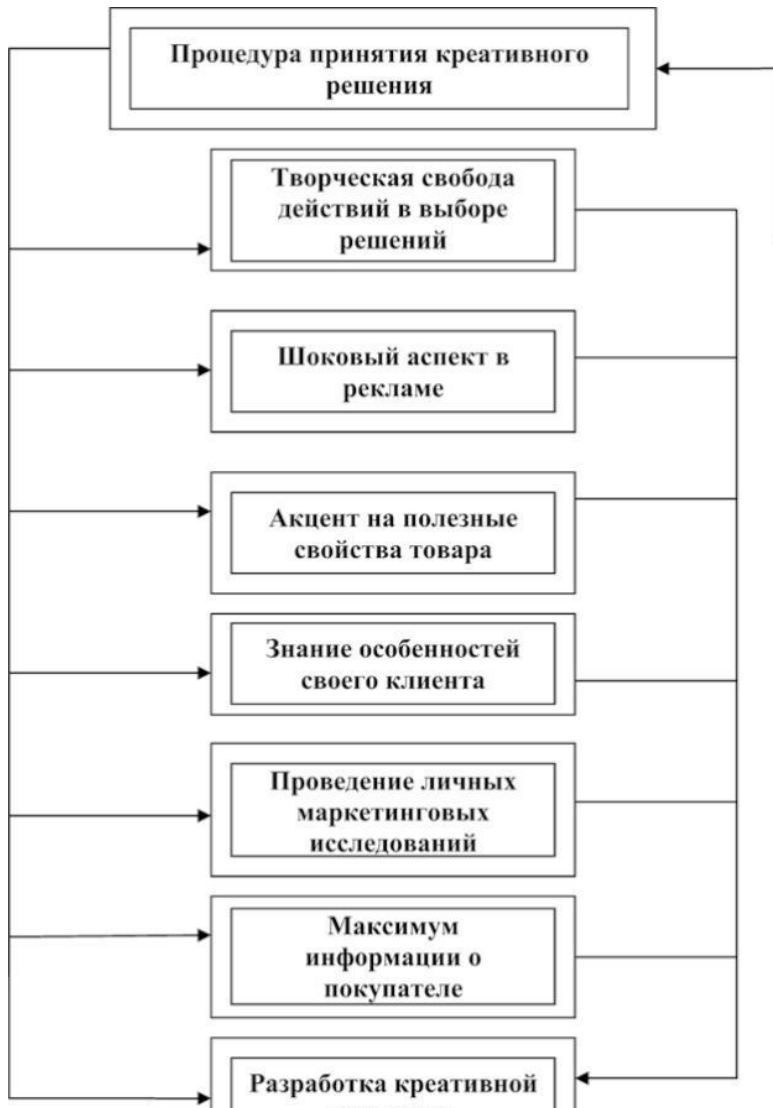 Процедура принятия креативного
решения
Творческая свобода
действий в выборе
решений
Шоковый аспект в
рекламе
Акцент на полезные
свойства товара
Знание особенностей
своего клиента
Проведение личных
маркетинговых
исследований
Максимум
информации о
покупателе
Разработка креативной